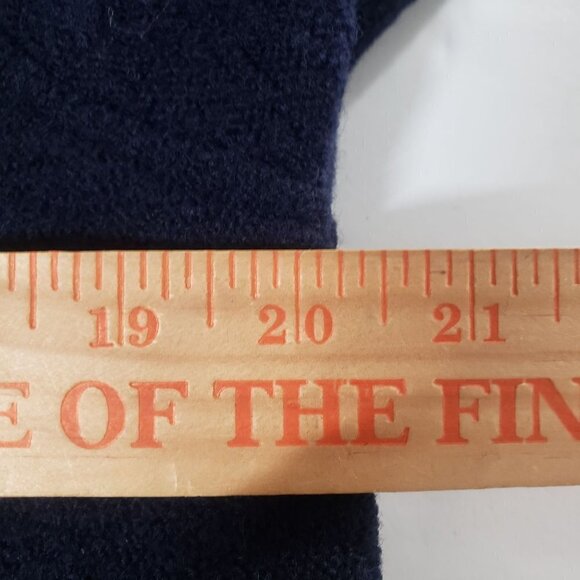 19 20 21
E OF THE FIN